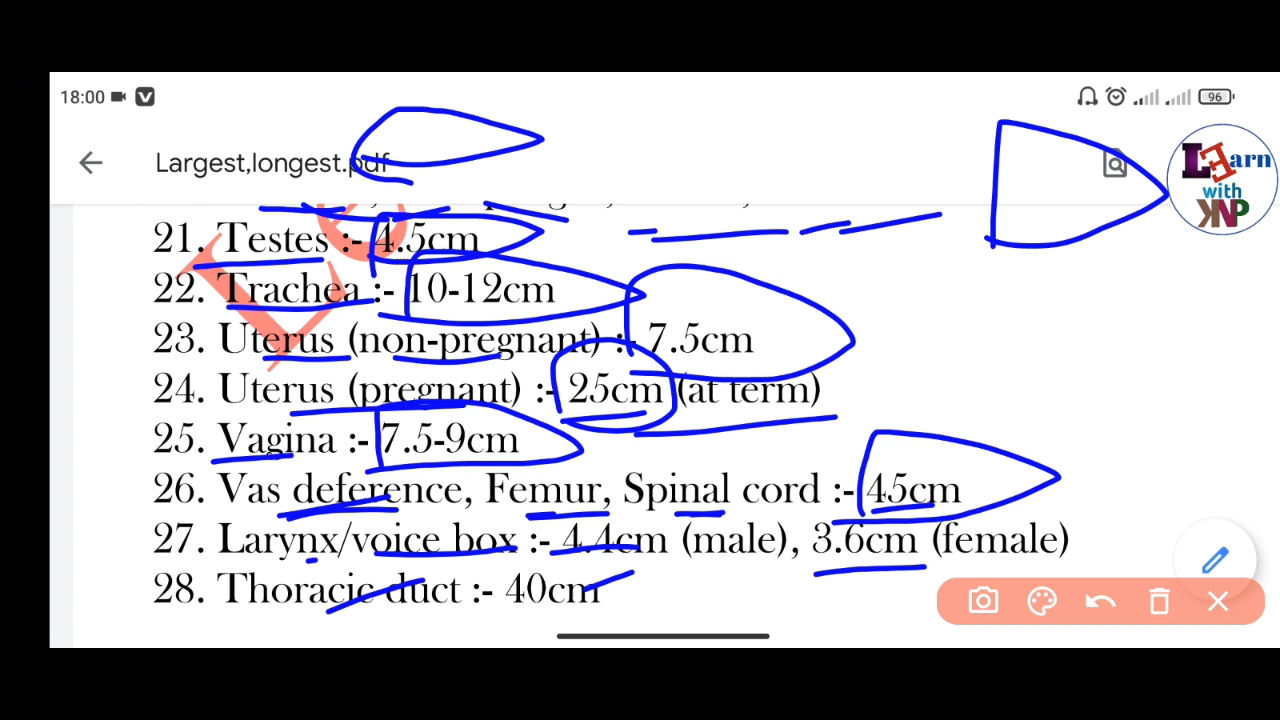 18:00 V 96
Largest,longest.pdf
LEarn
with
KNP
21. Testes :- 4.5cm
22. Trachea :- 10-12cm
23. Uterus (non-pregnant) :- 7.5cm
24. Uterus (pregnant) :- 25cm (at term)
25. Vagina :- 7.5-9cm
26. Vas deference, Femur, Spinal cord :- 45cm
27. Larynx/voice box :- 4.4cm (male), 3.6cm (female)
28. Thoracic duct :- 40cm
Le